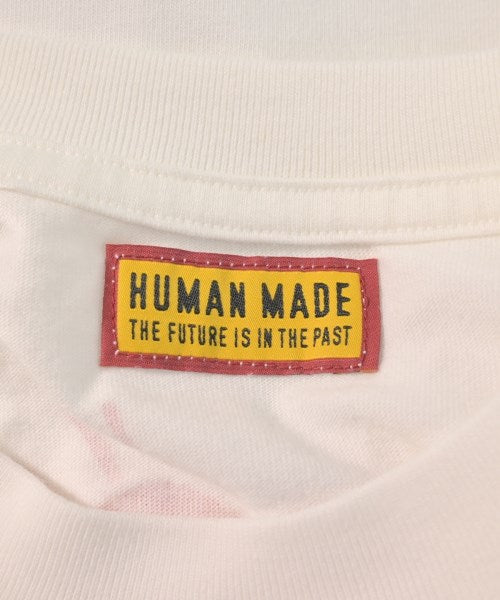 HUMAN MADE
THE FUTURE IS IN THE PAST